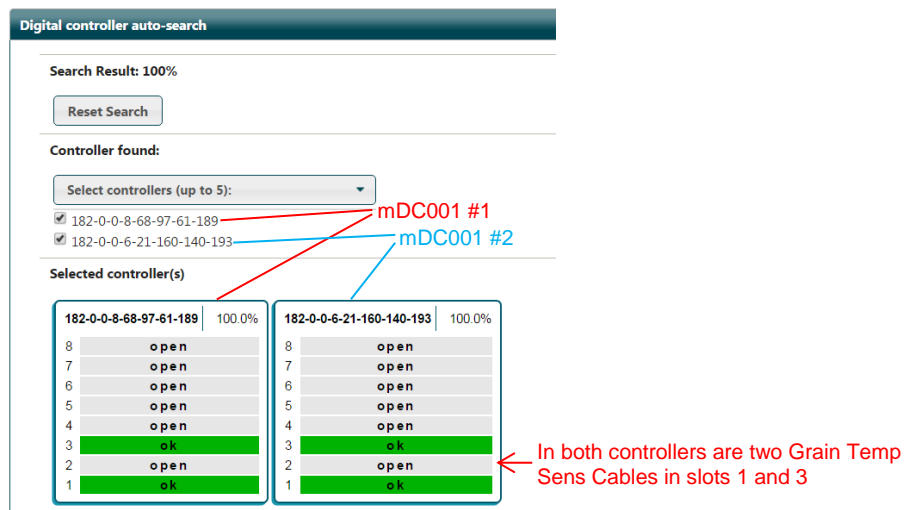 Digital controller auto-search
Search Result: 100%
Reset Search
Controller found:
Select controllers (up to 5):
182-0-0-8-68-97-61-189
mDC001 #1
182-0-0-6-21-160-140-193
mDC001 #2
Selected controller(s)
182-0-0-8-68-97-61-189 100.0%
8 open
7 open
6 open
5 open
4 open
3 ok
2 open
1 ok
182-0-0-6-21-160-140-193 100.0%
8 open
7 open
6 open
5 open
4 open
3 ok
2 open
1 ok
In both controllers are two Grain Temp
Sens Cables in slots 1 and 3